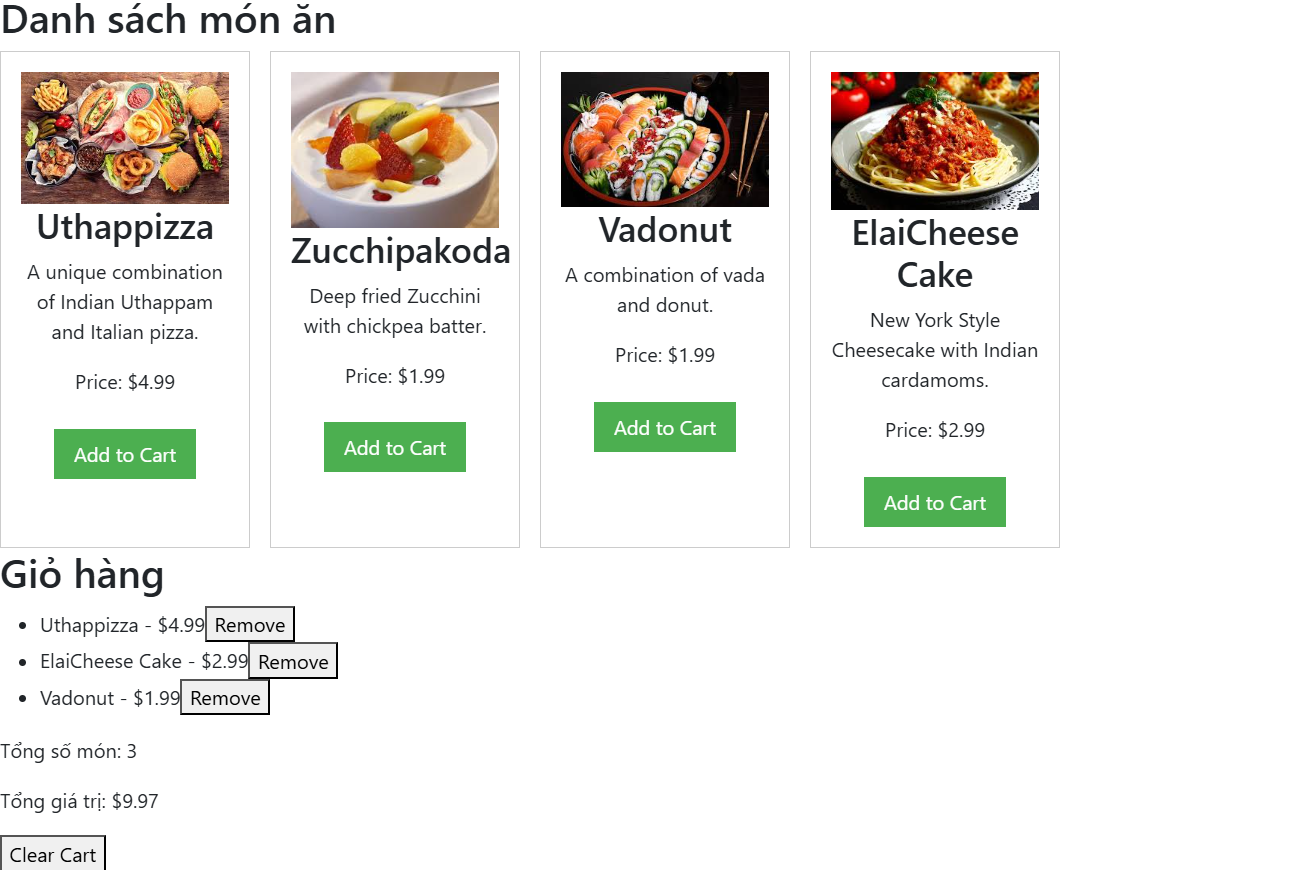 Danh sách món ăn
Uthappizza
A unique combination
of Indian Uthappam
and Italian pizza.
Price: $4.99
Add to Cart
Zucchipakoda
Deep fried Zucchini
with chickpea batter.
Price: $1.99
Add to Cart
Vadonut
A combination of vada
and donut.
Price: $1.99
Add to Cart
ElaiCheese
Cake
New York Style
Cheesecake with Indian
cardamoms.
Price: $2.99
Add to Cart
Giỏ hàng
Uthappizza - $4.99 Remove
ElaiCheese Cake - $2.99 Remove
Vadonut - $1.99 Remove
Tổng số món: 3
Tổng giá trị: $9.97
Clear Cart